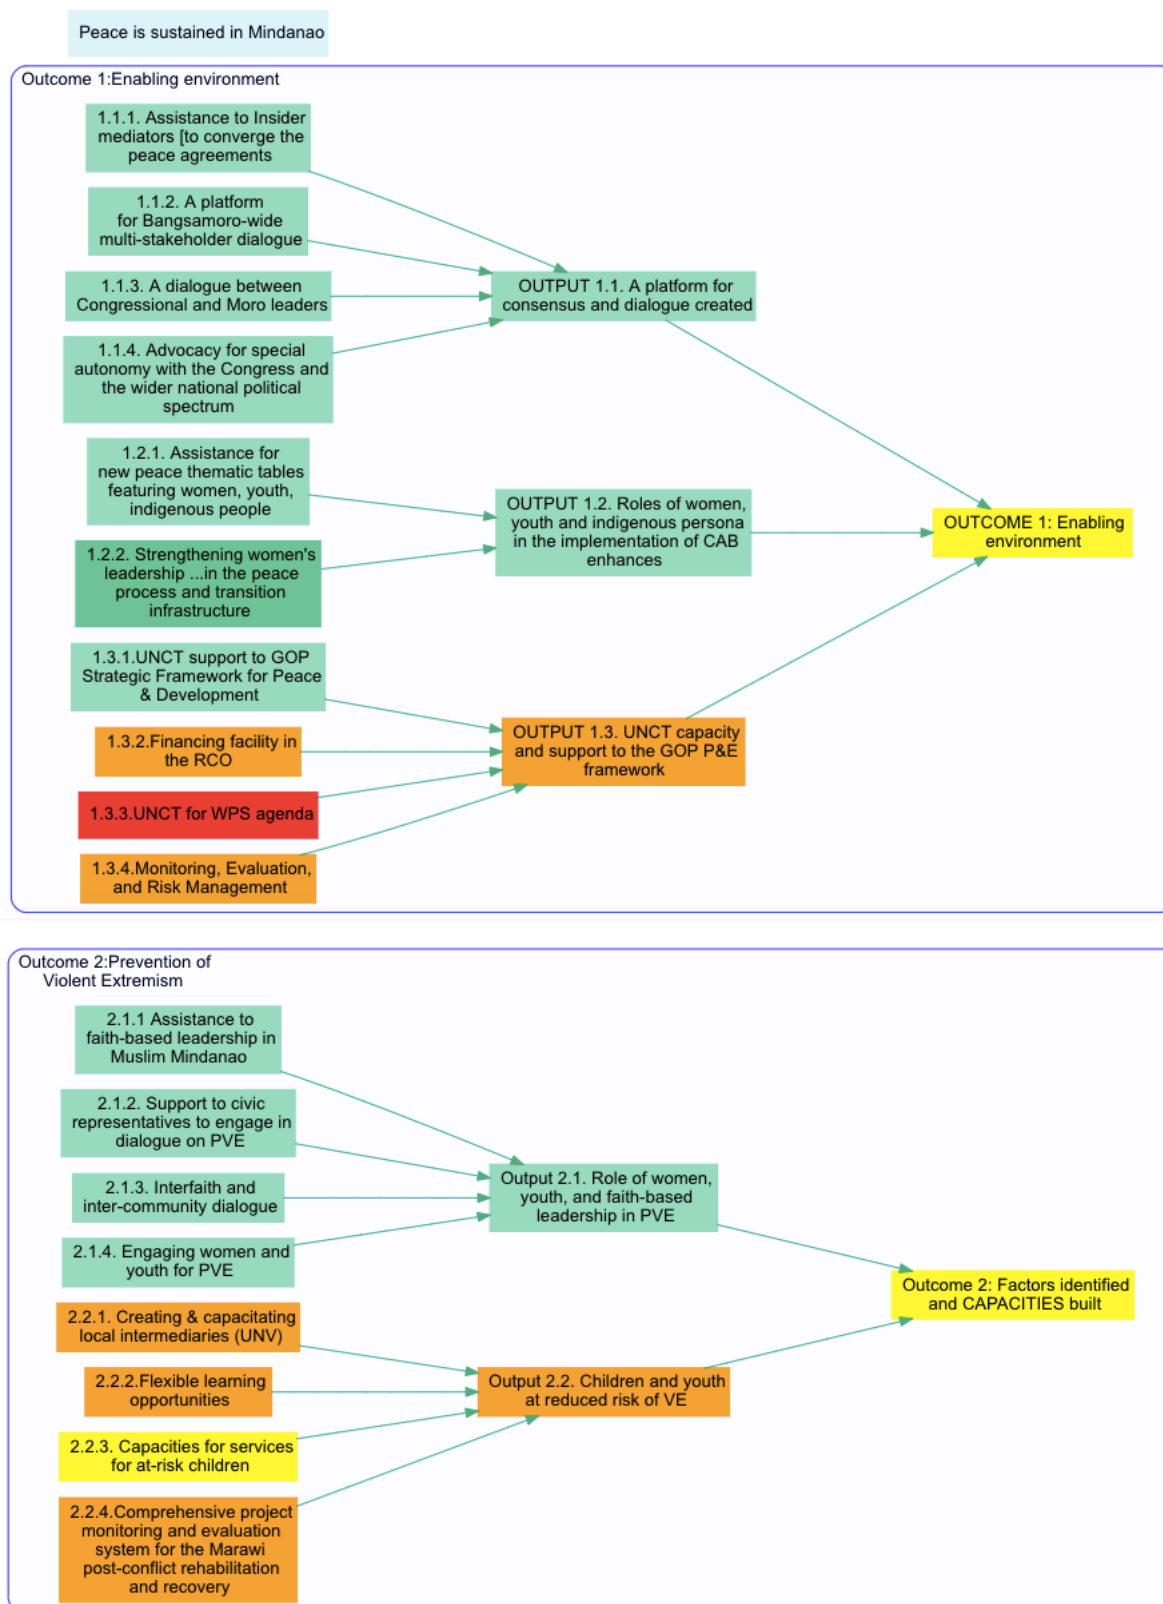 Peace is sustained in Mindanao
Outcome 1:Enabling environment
1.1.1. Assistance to Insider
mediators [to converge the
peace agreements
1.1.2. A platform
for Bangsamoro-wide
multi-stakeholder dialogue
1.1.3. A dialogue between
Congressional and Moro leaders
1.1.4. Advocacy for special
autonomy with the Congress and
the wider national political
spectrum
OUTPUT 1.1. A platform for
consensus and dialogue created
1.2.1. Assistance for
new peace thematic tables
featuring women, youth,
indigenous people
1.2.2. Strengthening women's
leadership ...in the peace
process and transition
infrastructure
OUTPUT 1.2. Roles of women,
youth and indigenous persona
in the implementation of CAB
enhances
OUTCOME 1: Enabling
environment
1.3.1.UNCT support to GOP
Strategic Framework for Peace
& Development
1.3.2.Financing facility in
the RCO
1.3.3.UNCT for WPS agenda
1.3.4.Monitoring, Evaluation,
and Risk Management
OUTPUT 1.3. UNCT capacity
and support to the GOP P&E
framework
Outcome 2:Prevention of
Violent Extremism
2.1.1 Assistance to
faith-based leadership in
Muslim Mindanao
2.1.2. Support to civic
representatives to engage in
dialogue on PVE
2.1.3. Interfaith and
inter-community dialogue
2.1.4. Engaging women and
youth for PVE
Output 2.1. Role of women,
youth, and faith-based
leadership in PVE
Outcome 2: Factors identified
and CAPACITIES built
2.2.1. Creating & capacitating
local intermediaries (UNV)
2.2.2.Flexible learning
opportunities
2.2.3. Capacities for services
for at-risk children
2.2.4.Comprehensive project
monitoring and evaluation
system for the Marawi
post-conflict rehabilitation
and recovery
Output 2.2. Children and youth
at reduced risk of VE